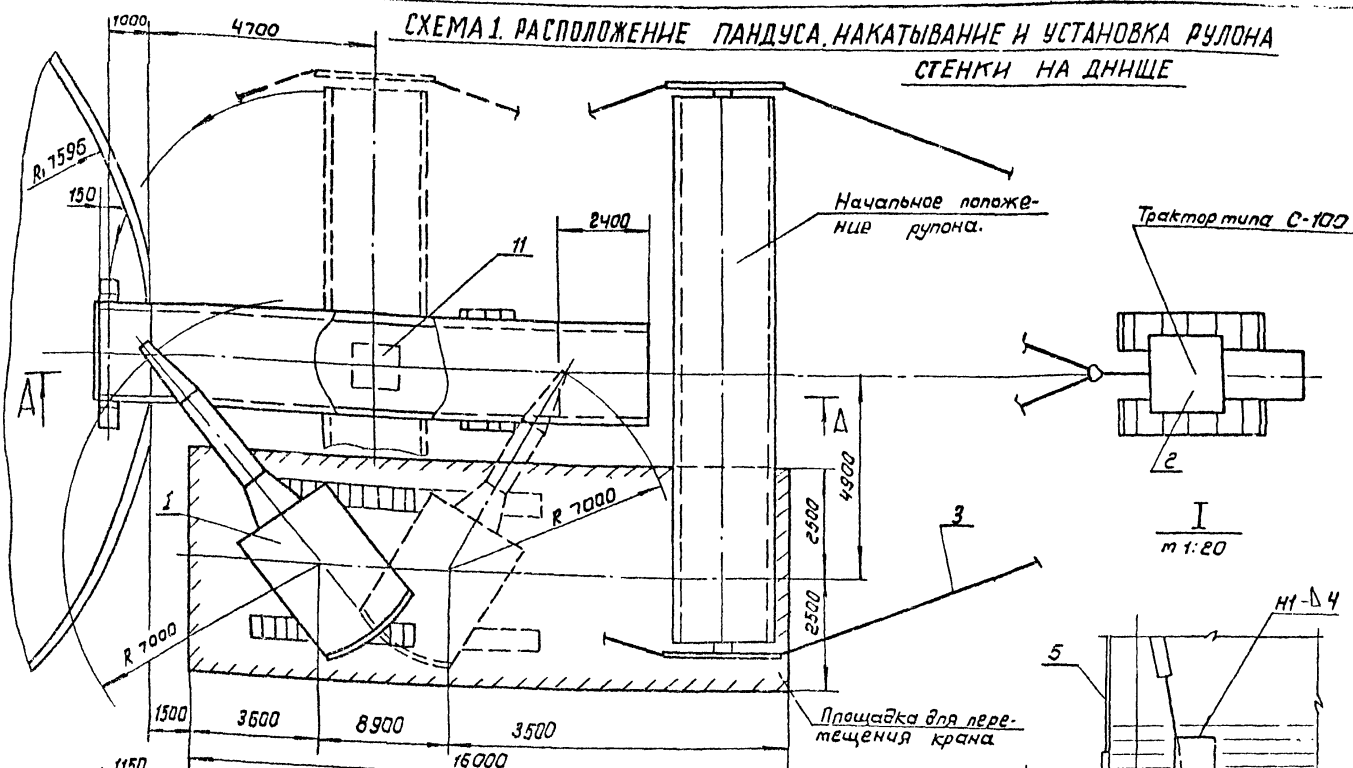 СХЕМА 1. РАСПОЛОЖЕНИЕ ПАНДУСА, НАКАТЫВАНИЕ И УСТАНОВКА РУЛОНА
СТЕНКИ НА ДНИЩЕ
1000
4700
R₁ 7595
150
11
2400
Начальное положе-
ние рулона.
Трактор типа С-100
А
А
2
4900
2500
2500
R 7000
R 7000
I
3
I
м 1:20
Н1-Δ4
5
Площадка для пере-
мещения крана
1500
3600
8900
3500
1150
16000